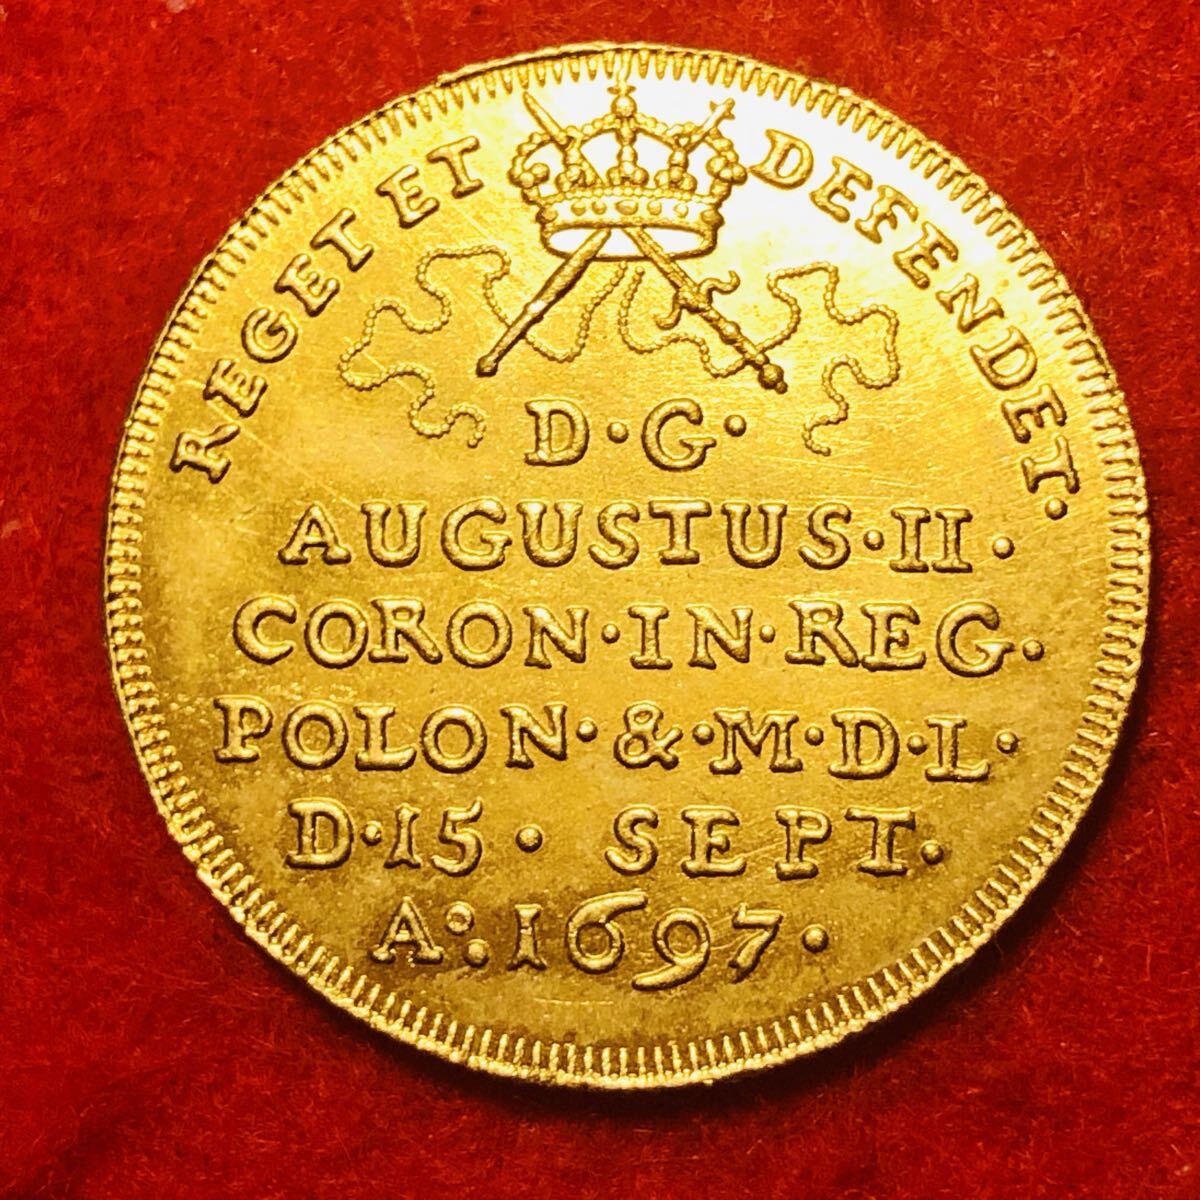 REGET ET DEFENDET·
D·G·
AUGUSTUS·II·
CORON·IN·REG·
POLON·&·M·D·L·
D·15· SEPT·
A°:1697·